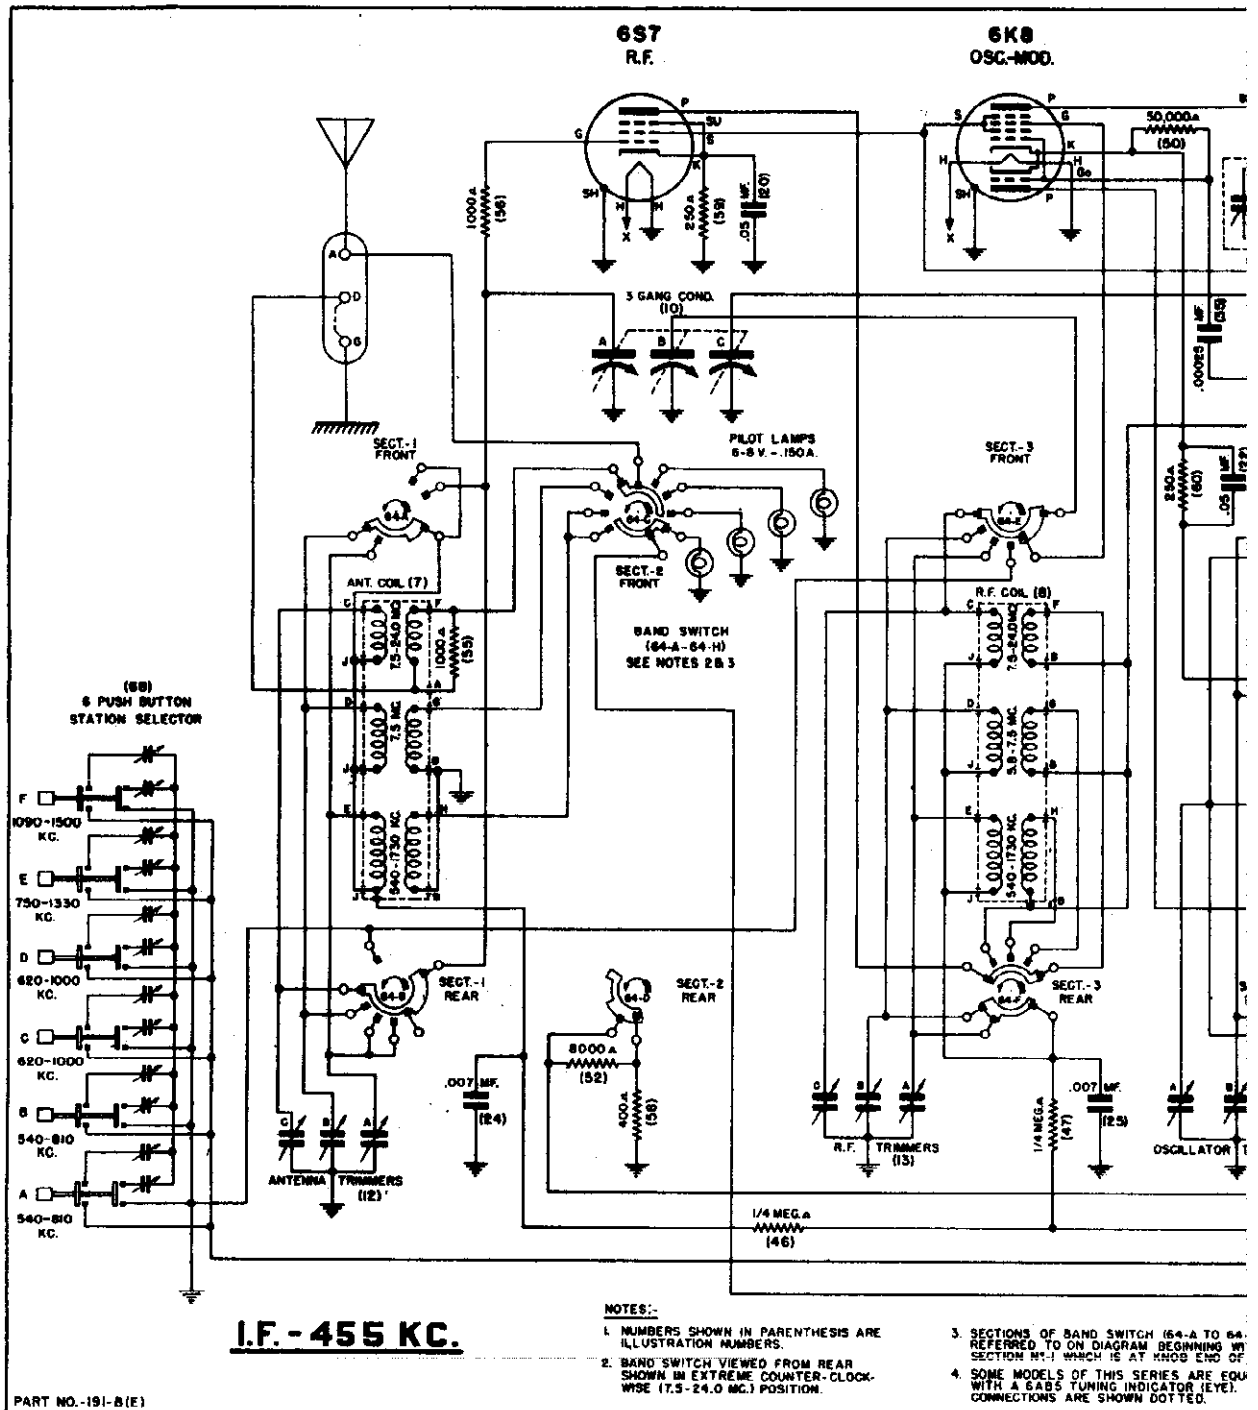 6S7
R.F.
6K8
OSC.-MOD.
P
SU
S
G
K
SH
H
H
X
1000Ω
(56)
250Ω
(59)
.05 MF.
(20)
S
P
G
K
H
H
Go
SH
P
X
50,000Ω
(50)
A
D
G
3 GANG COND.
(10)
A
B
C
.00025 MF.
(35)
SECT.-1
FRONT
64-A
PILOT LAMPS
6-8 V. - .150 A.
64-C
SECT.-2
FRONT
SECT.-3
FRONT
64-E
250Ω
(60)
.05 MF.
(22)
ANT. COIL (7)
C
F
7.5-24.0 MC.
1000Ω
(55)
J
A
D
G
7.5 MC.
J
B
E
H
540-1730 KC.
J
B
BAND SWITCH
(64-A - 64-H)
SEE NOTES 2 & 3
R.F. COIL (8)
C
F
7.5-24.0 MC.
J
B
D
G
5.8-7.5 MC.
J
B
E
H
540-1730 KC.
J
B
(68)
6 PUSH BUTTON
STATION SELECTOR
F
1090-1500
KC.
E
750-1330
KC.
D
620-1000
KC.
C
620-1000
KC.
B
540-810
KC.
A
540-810
KC.
64-B
SECT.-1
REAR
64-D
SECT.-2
REAR
64-F
SECT.-3
REAR
8000Ω
(52)
400Ω
(58)
.007 MF.
(24)
C
B
A
ANTENNA TRIMMERS
(12)
C
B
A
R.F. TRIMMERS
(13)
1/4 MEG.Ω
(47)
.007 MF.
(25)
A
B
OSCILLATOR
1/4 MEG.Ω
(46)
I.F. - 455 KC.
NOTES:-
1. NUMBERS SHOWN IN PARENTHESIS ARE
ILLUSTRATION NUMBERS.
2. BAND SWITCH VIEWED FROM REAR
SHOWN IN EXTREME COUNTER-CLOCK-
WISE (7.5-24.0 MC.) POSITION.
3. SECTIONS OF BAND SWITCH (64-A TO 64-
REFERRED TO ON DIAGRAM BEGINNING WI
SECTION Nº-1 WHICH IS AT KNOB END OF
4. SOME MODELS OF THIS SERIES ARE EQU
WITH A 6AB5 TUNING INDICATOR (EYE).
CONNECTIONS ARE SHOWN DOTTED.
PART NO.-191-8(E)